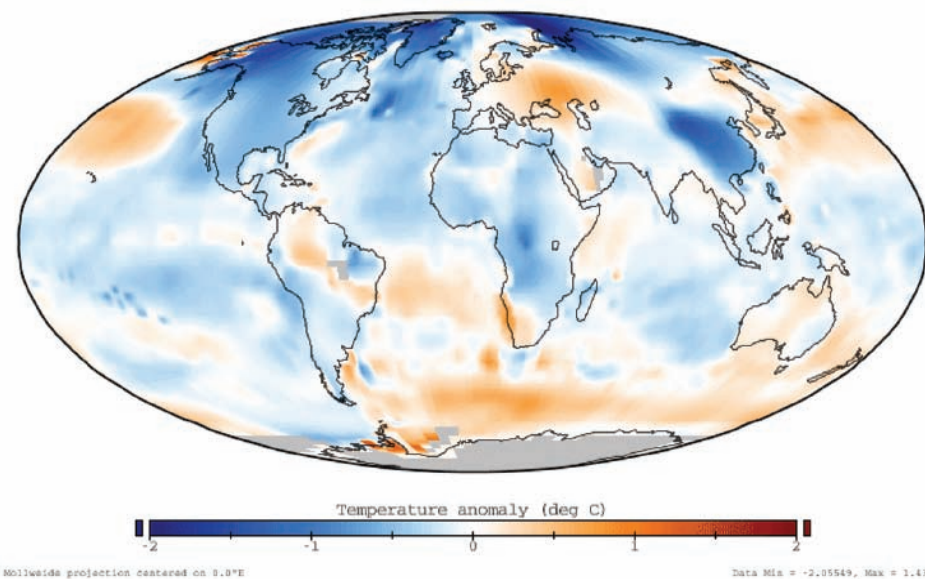 Temperature anomaly (deg C)
-2 -1 0 1 2
Mollweide projection centered on 0.0°E
Data Min = -2.05549, Max = 1.41